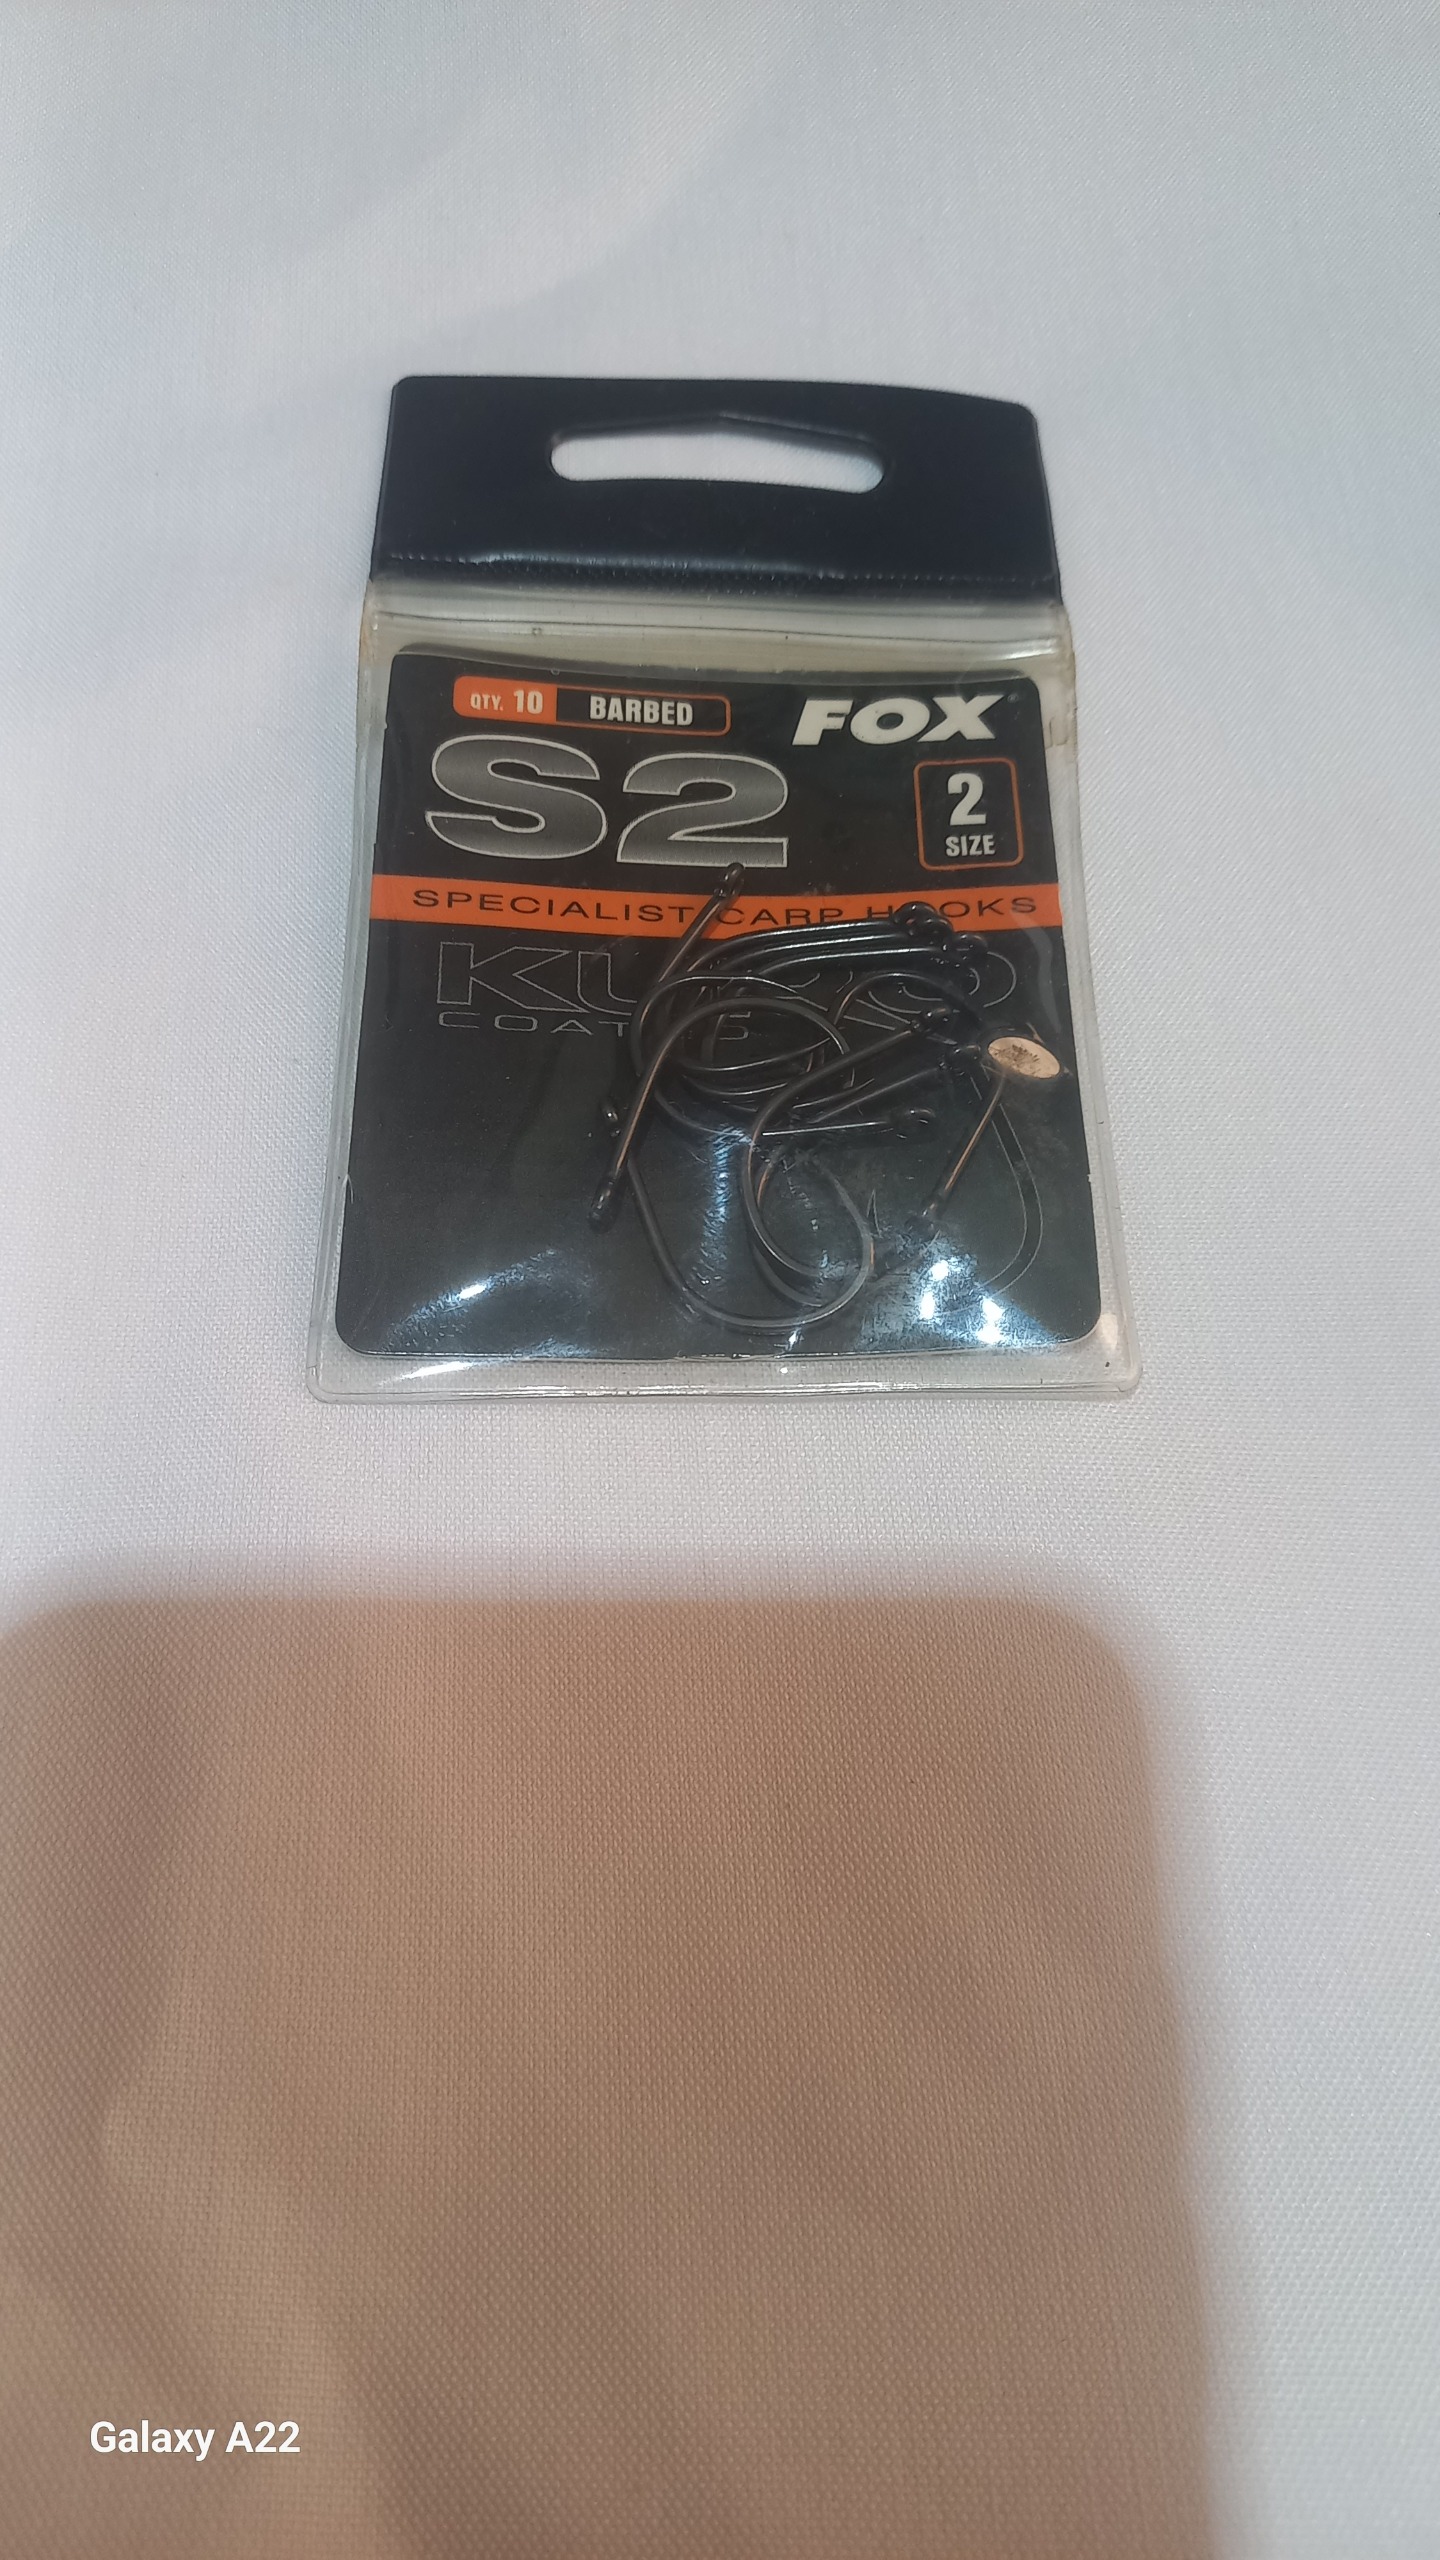 QTY. 10 BARBED
FOX
S2
2
SIZE
SPECIALIST CARP HOOKS
Galaxy A22